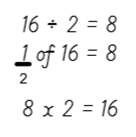 16 ÷ 2 = 8
1 of 16 = 8
2
8 x 2 = 16